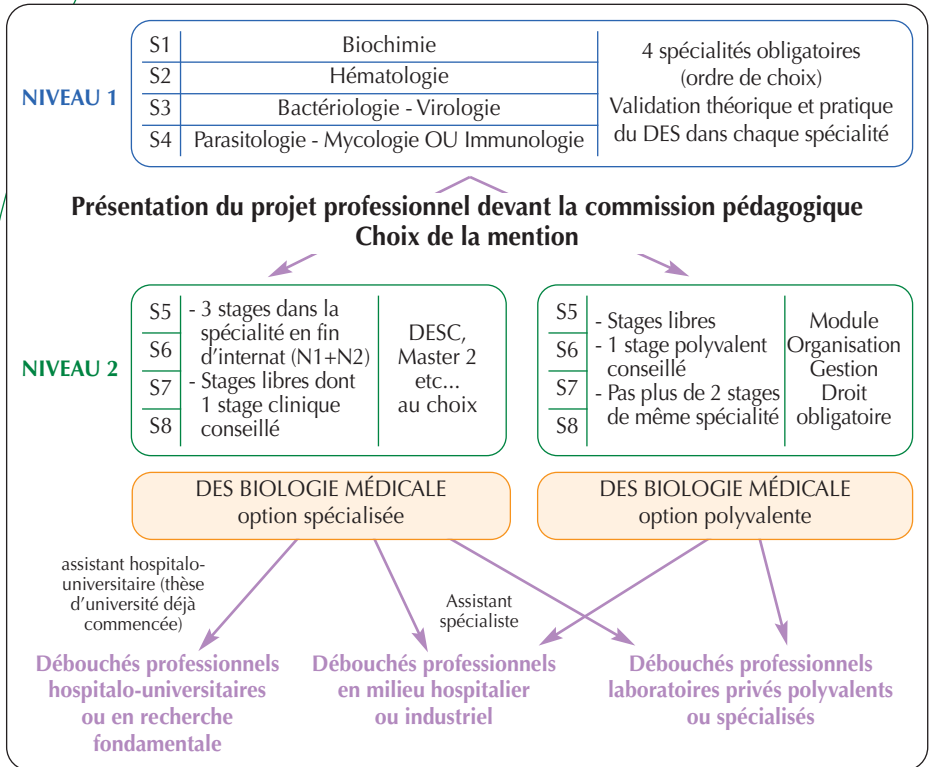 NIVEAU 1
S1 Biochimie
S2 Hématologie
S3 Bactériologie - Virologie
S4 Parasitologie - Mycologie OU Immunologie
4 spécialités obligatoires
(ordre de choix)
Validation théorique et pratique
du DES dans chaque spécialité
Présentation du projet professionnel devant la commission pédagogique
Choix de la mention
NIVEAU 2
S5
S6
S7
S8
- 3 stages dans la
spécialité en fin
d'internat (N1+N2)
- Stages libres dont
1 stage clinique
conseillé
DESC,
Master 2
etc...
au choix
S5
S6
S7
S8
- Stages libres
- 1 stage polyvalent
conseillé
- Pas plus de 2 stages
de même spécialité
Module
Organisation
Gestion
Droit
obligatoire
DES BIOLOGIE MÉDICALE
option spécialisée
DES BIOLOGIE MÉDICALE
option polyvalente
assistant hospitalo-
universitaire (thèse
d'université déjà
commencée)
Assistant
spécialiste
Débouchés professionnels
hospitalo-universitaires
ou en recherche
fondamentale
Débouchés professionnels
en milieu hospitalier
ou industriel
Débouchés professionnels
laboratoires privés polyvalents
ou spécialisés